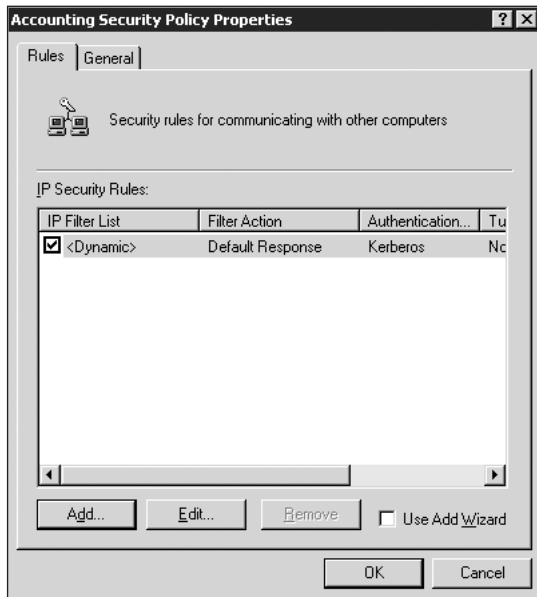 Accounting Security Policy Properties
Rules General
Security rules for communicating with other computers
IP Security Rules:
IP Filter List Filter Action Authentication... Tu
<Dynamic> Default Response Kerberos Nc
Add... Edit... Remove Use Add Wizard
OK Cancel